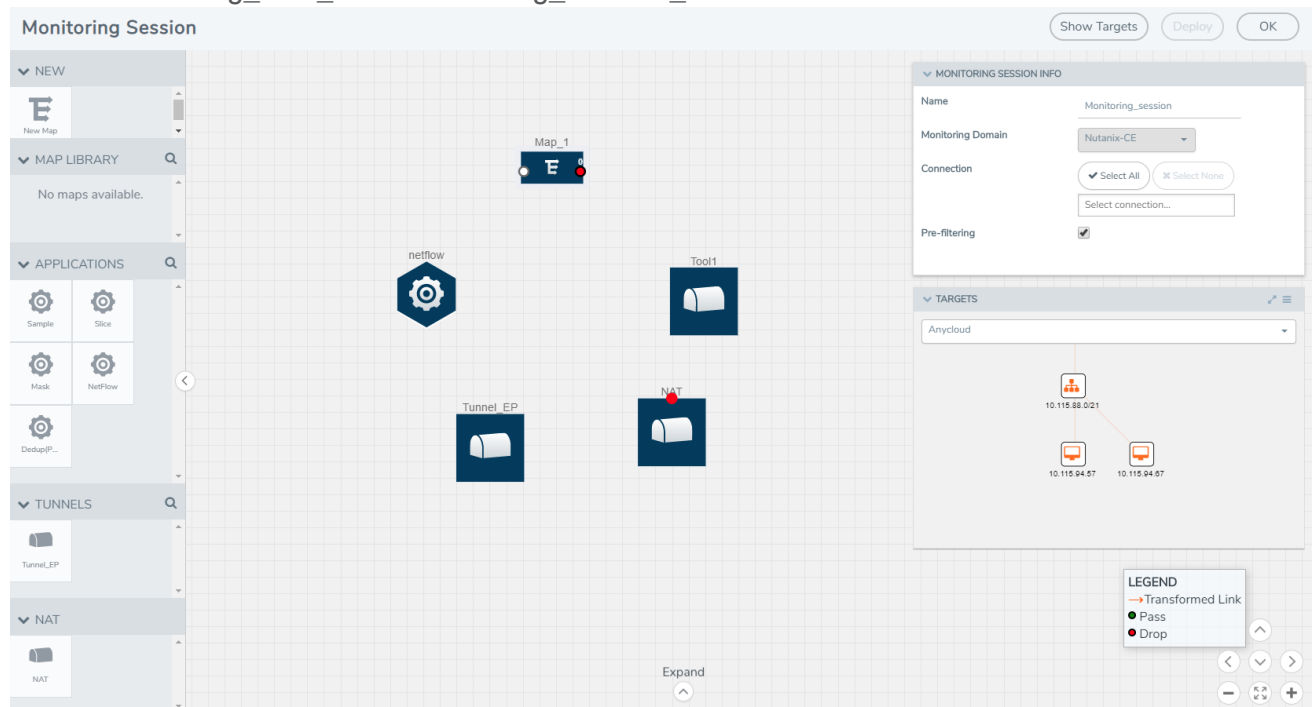 Monitoring Session
Show Targets
Deploy
OK
NEW
New Map
MAP LIBRARY
No maps available.
APPLICATIONS
Sample
Slice
Mask
NetFlow
Dedup(P...
TUNNELS
Tunnel_EP
NAT
NAT
Map_1
0
netflow
Tool1
Tunnel_EP
NAT
Expand
MONITORING SESSION INFO
Name
Monitoring_session
Monitoring Domain
Nutanix-CE
Connection
Select All
Select None
Select connection...
Pre-filtering
TARGETS
Anycloud
10.115.88.0/21
10.115.94.57
10.115.94.67
LEGEND
Transformed Link
Pass
Drop